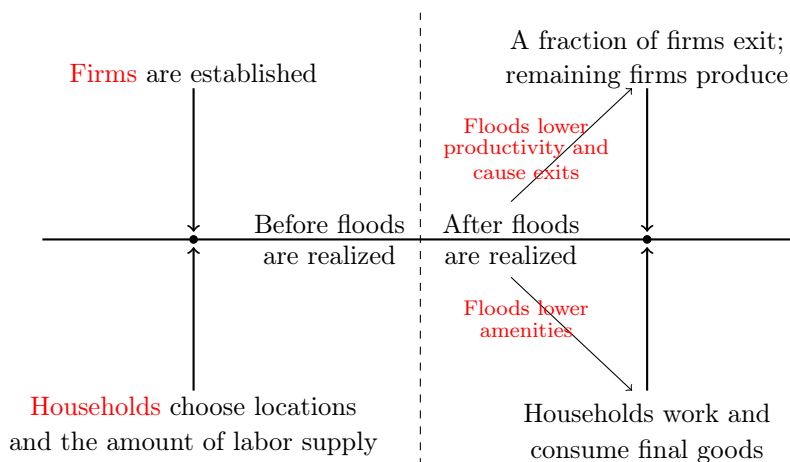 Firms are established
A fraction of firms exit;
remaining firms produce
Floods lower
productivity and
cause exits
Before floods
are realized
After floods
are realized
Floods lower
amenities
Households choose locations
and the amount of labor supply
Households work and
consume final goods